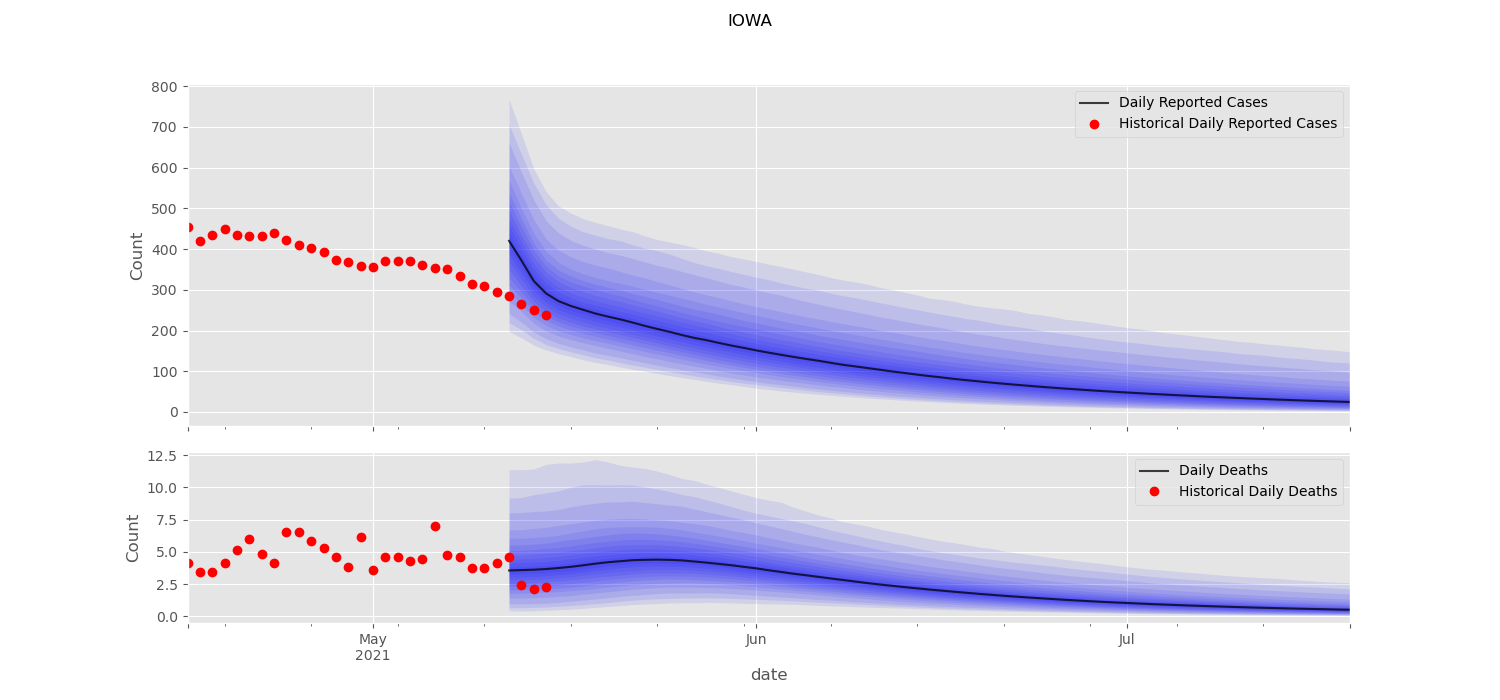 IOWA
800
700
600
500
400
300
200
100
0
Count
Daily Reported Cases
Historical Daily Reported Cases
12.5
10.0
7.5
5.0
2.5
0.0
Count
Daily Deaths
Historical Daily Deaths
May
2021
Jun
Jul
date